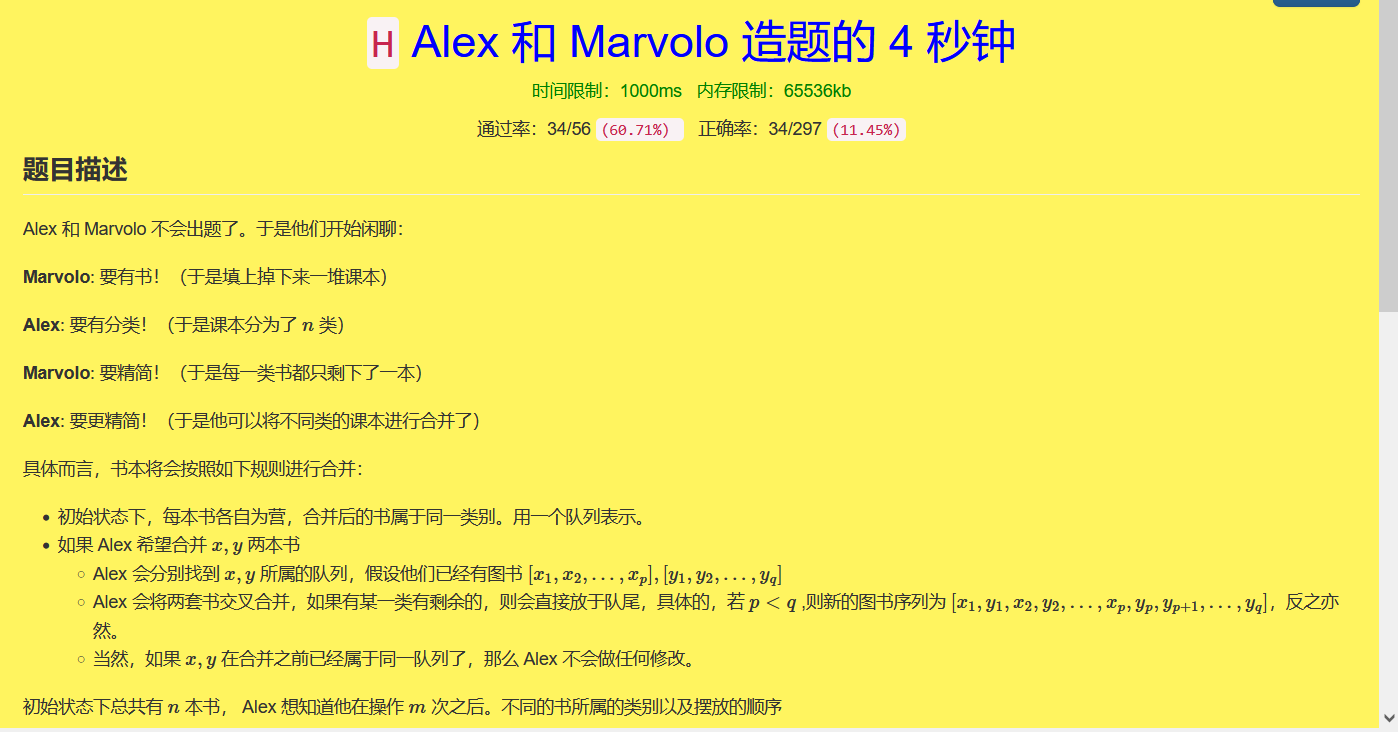 H Alex 和 Marvolo 造题的 4 秒钟
时间限制：1000ms 内存限制：65536kb
通过率：34/56 (60.71%) 正确率：34/297 (11.45%)
题目描述
Alex 和 Marvolo 不会出题了。于是他们开始闲聊：
Marvolo: 要有书！（于是填上掉下来一堆课本）
Alex: 要有分类！（于是课本分为了 n 类）
Marvolo: 要精简！（于是每一类书都只剩下了一本）
Alex: 要更精简！（于是他可以将不同类的课本进行合并了）
具体而言，书本将会按照如下规则进行合并：
• 初始状态下，每本书各自为营，合并后的书属于同一类别。用一个队列表示。
• 如果 Alex 希望合并 x, y 两本书
○ Alex 会分别找到 x, y 所属的队列，假设他们已经有图书 [x₁, x₂, . . . , xₚ], [y₁, y₂, . . . , y_q]
○ Alex 会将两套书交叉合并，如果有某一类有剩余的，则会直接放于队尾，具体的，若 p < q ,则新的图书序列为 [x₁, y₁, x₂, y₂, . . . , xₚ, yₚ, yₚ₊₁, . . . , y_q]，反之亦
然。
○ 当然，如果 x, y 在合并之前已经属于同一队列了，那么 Alex 不会做任何修改。
初始状态下总共有 n 本书， Alex 想知道他在操作 m 次之后。不同的书所属的类别以及摆放的顺序